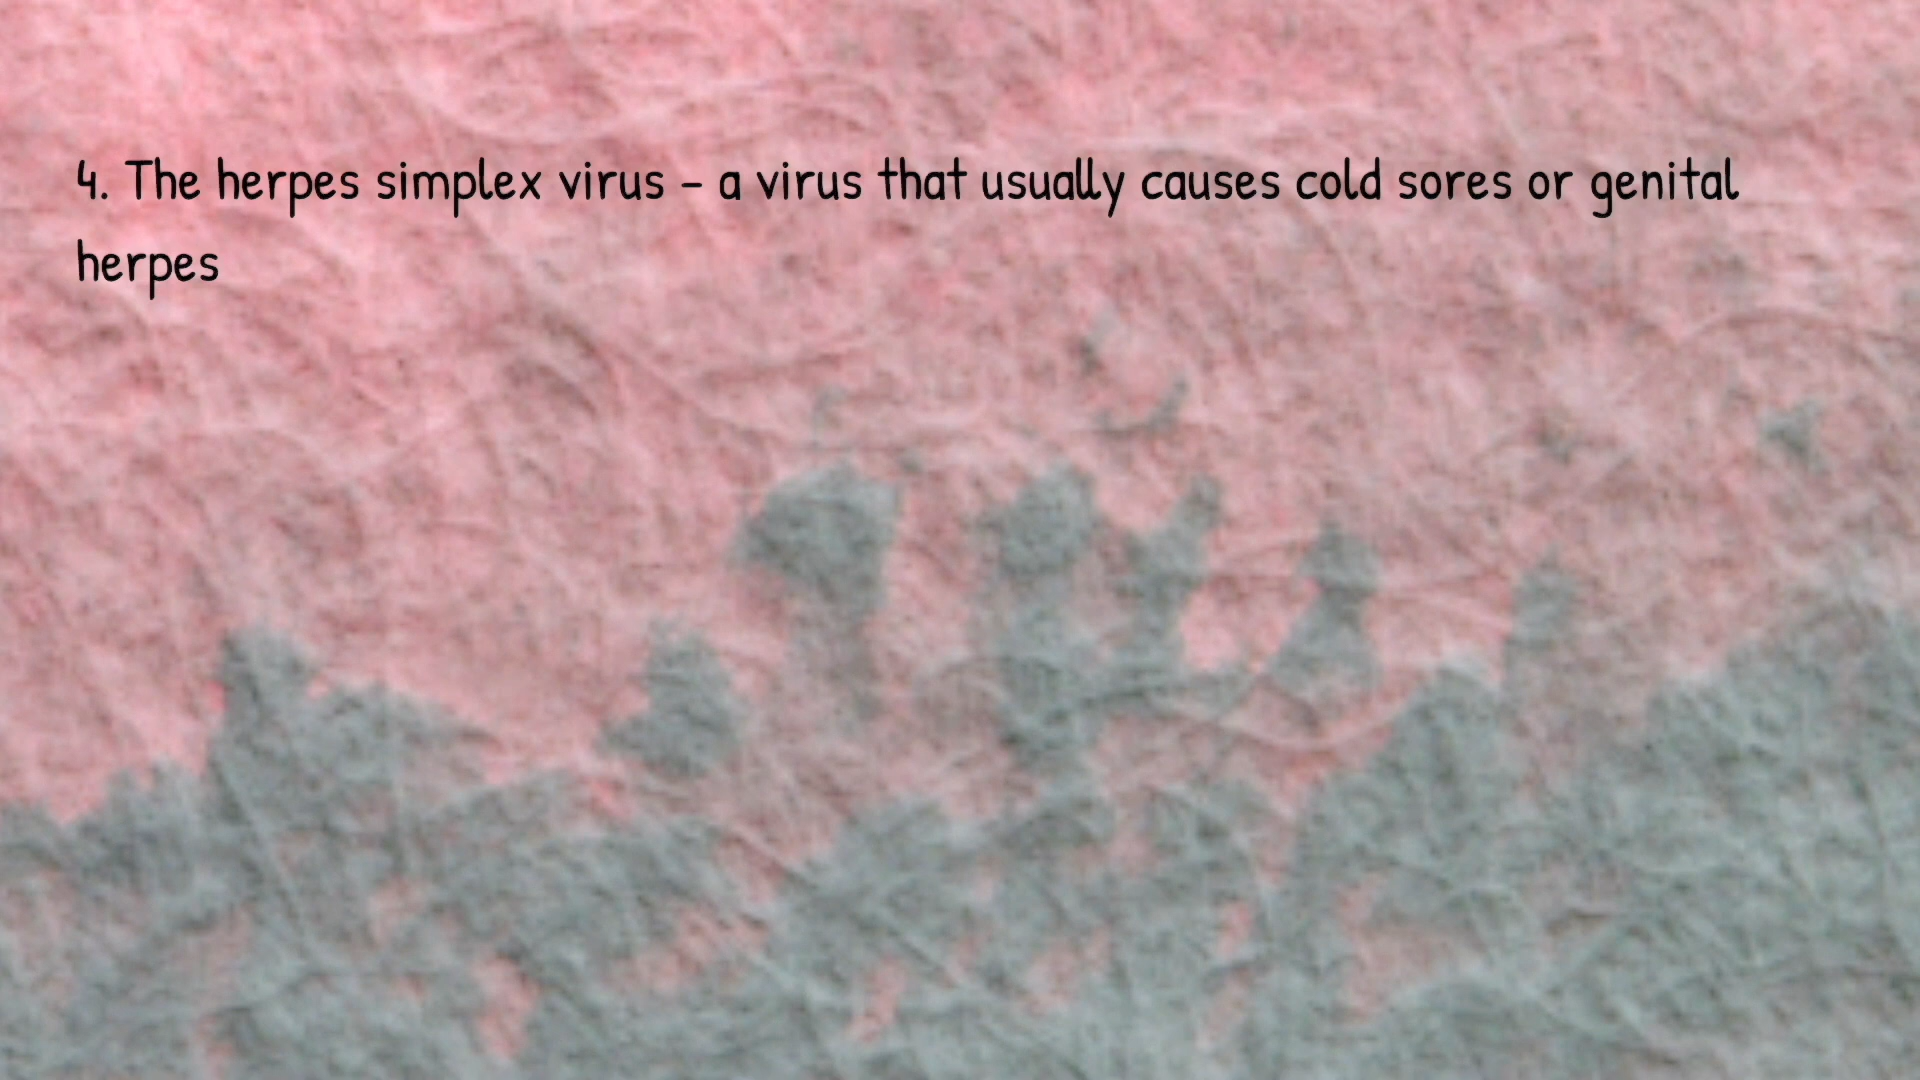 4. The herpes simplex virus – a virus that usually causes cold sores or genital
herpes